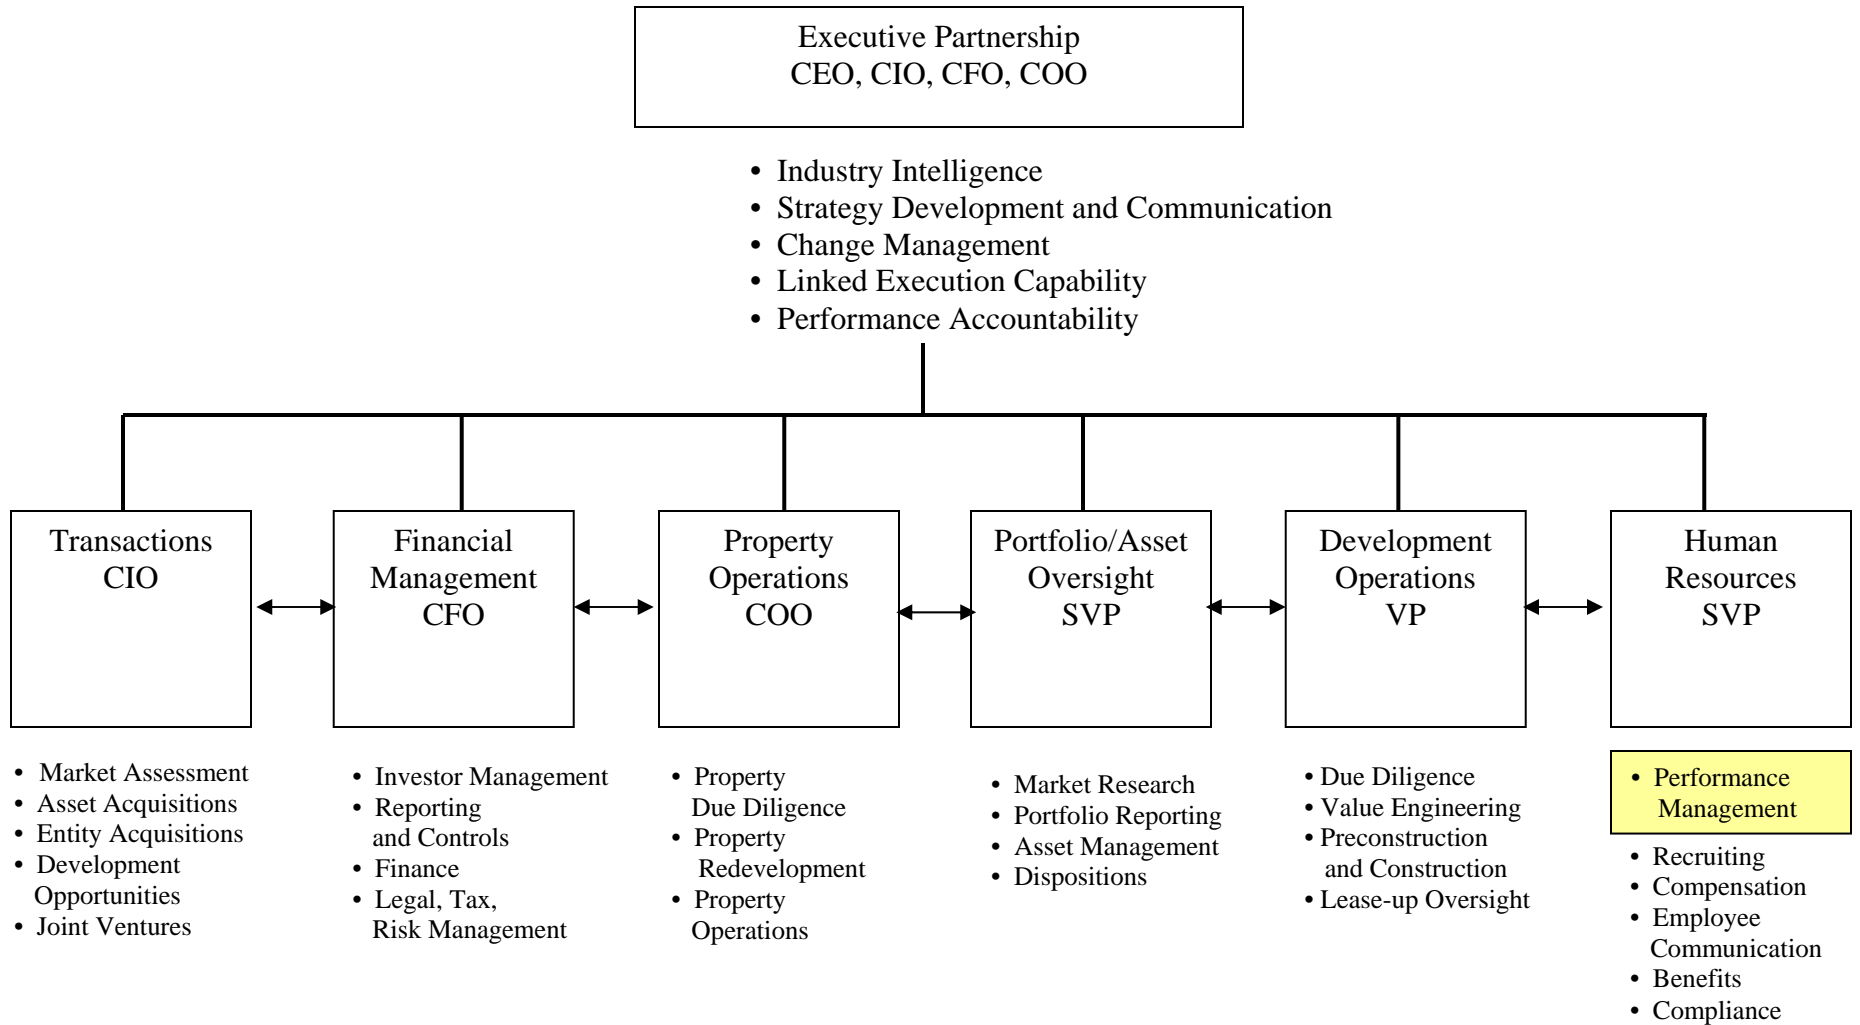 Executive Partnership
CEO, CIO, CFO, COO
• Industry Intelligence
• Strategy Development and Communication
• Change Management
• Linked Execution Capability
• Performance Accountability
Transactions
CIO
Financial
Management
CFO
Property
Operations
COO
Portfolio/Asset
Oversight
SVP
Development
Operations
VP
Human
Resources
SVP
• Market Assessment
• Asset Acquisitions
• Entity Acquisitions
• Development
Opportunities
• Joint Ventures
• Investor Management
• Reporting
and Controls
• Finance
• Legal, Tax,
Risk Management
• Property
Due Diligence
• Property
Redevelopment
• Property
Operations
• Market Research
• Portfolio Reporting
• Asset Management
• Dispositions
• Due Diligence
• Value Engineering
• Preconstruction
and Construction
• Lease-up Oversight
• Performance
Management
• Recruiting
• Compensation
• Employee
Communication
• Benefits
• Compliance